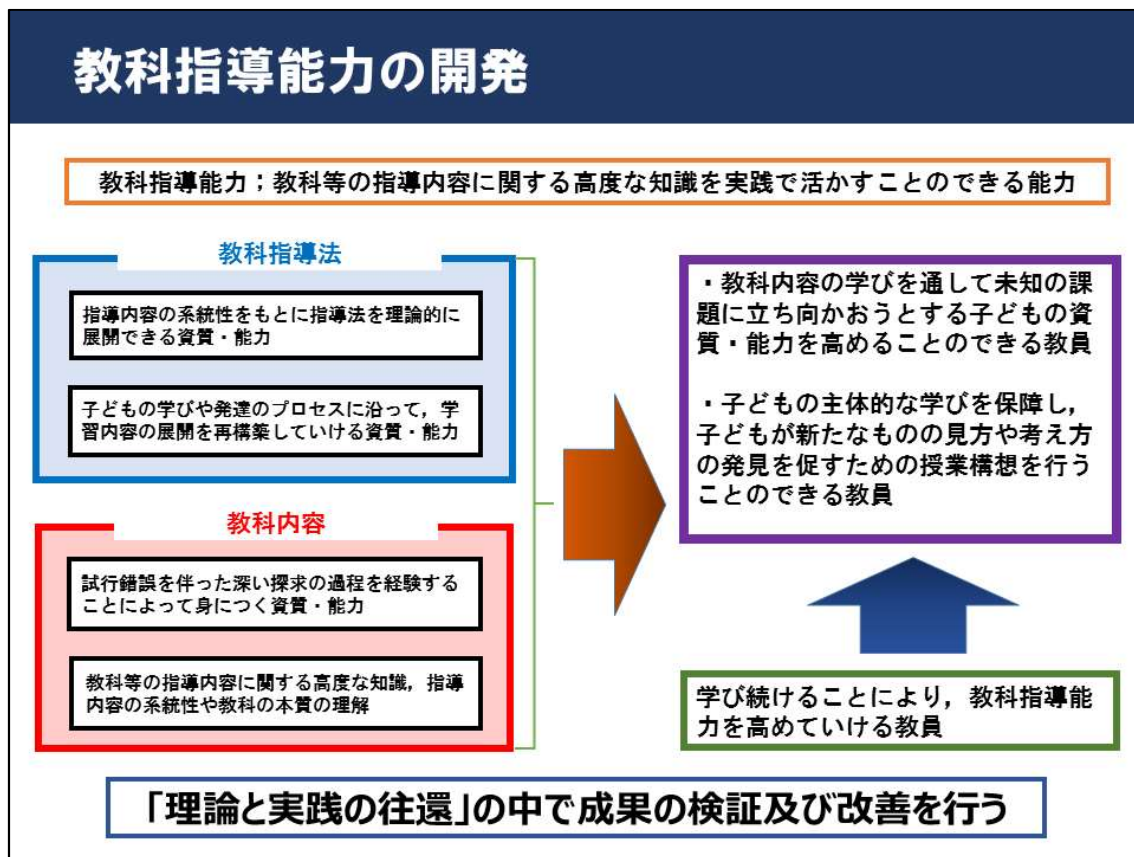 教科指導能力の開発
教科指導能力；教科等の指導内容に関する高度な知識を実践で活かすことのできる能力
教科指導法
指導内容の系統性をもとに指導法を理論的に
展開できる資質・能力
子どもの学びや発達のプロセスに沿って，学
習内容の展開を再構築していける資質・能力
教科内容
試行錯誤を伴った深い探求の過程を経験する
ことによって身につく資質・能力
教科等の指導内容に関する高度な知識，指導
内容の系統性や教科の本質の理解
・教科内容の学びを通して未知の課
題に立ち向かおうとする子どもの資
質・能力を高めることのできる教員
・子どもの主体的な学びを保障し，
子どもが新たなものの見方や考え方
の発見を促すための授業構想を行う
ことのできる教員
学び続けることにより，教科指導能
力を高めていける教員
「理論と実践の往還」の中で成果の検証及び改善を行う